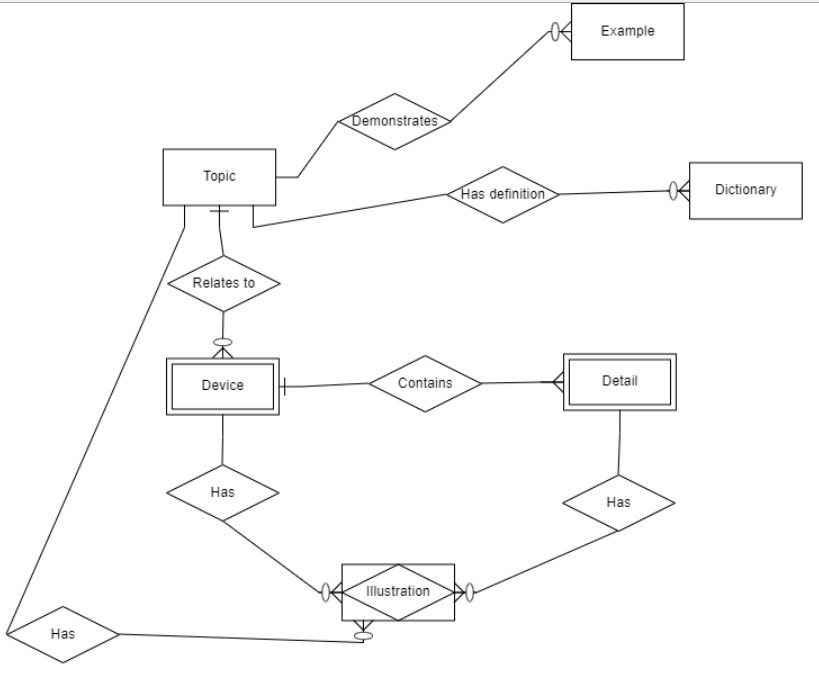 Example
Demonstrates
Topic
Has definition
Dictionary
Relates to
Device
Contains
Detail
Has
Has
Illustration
Has